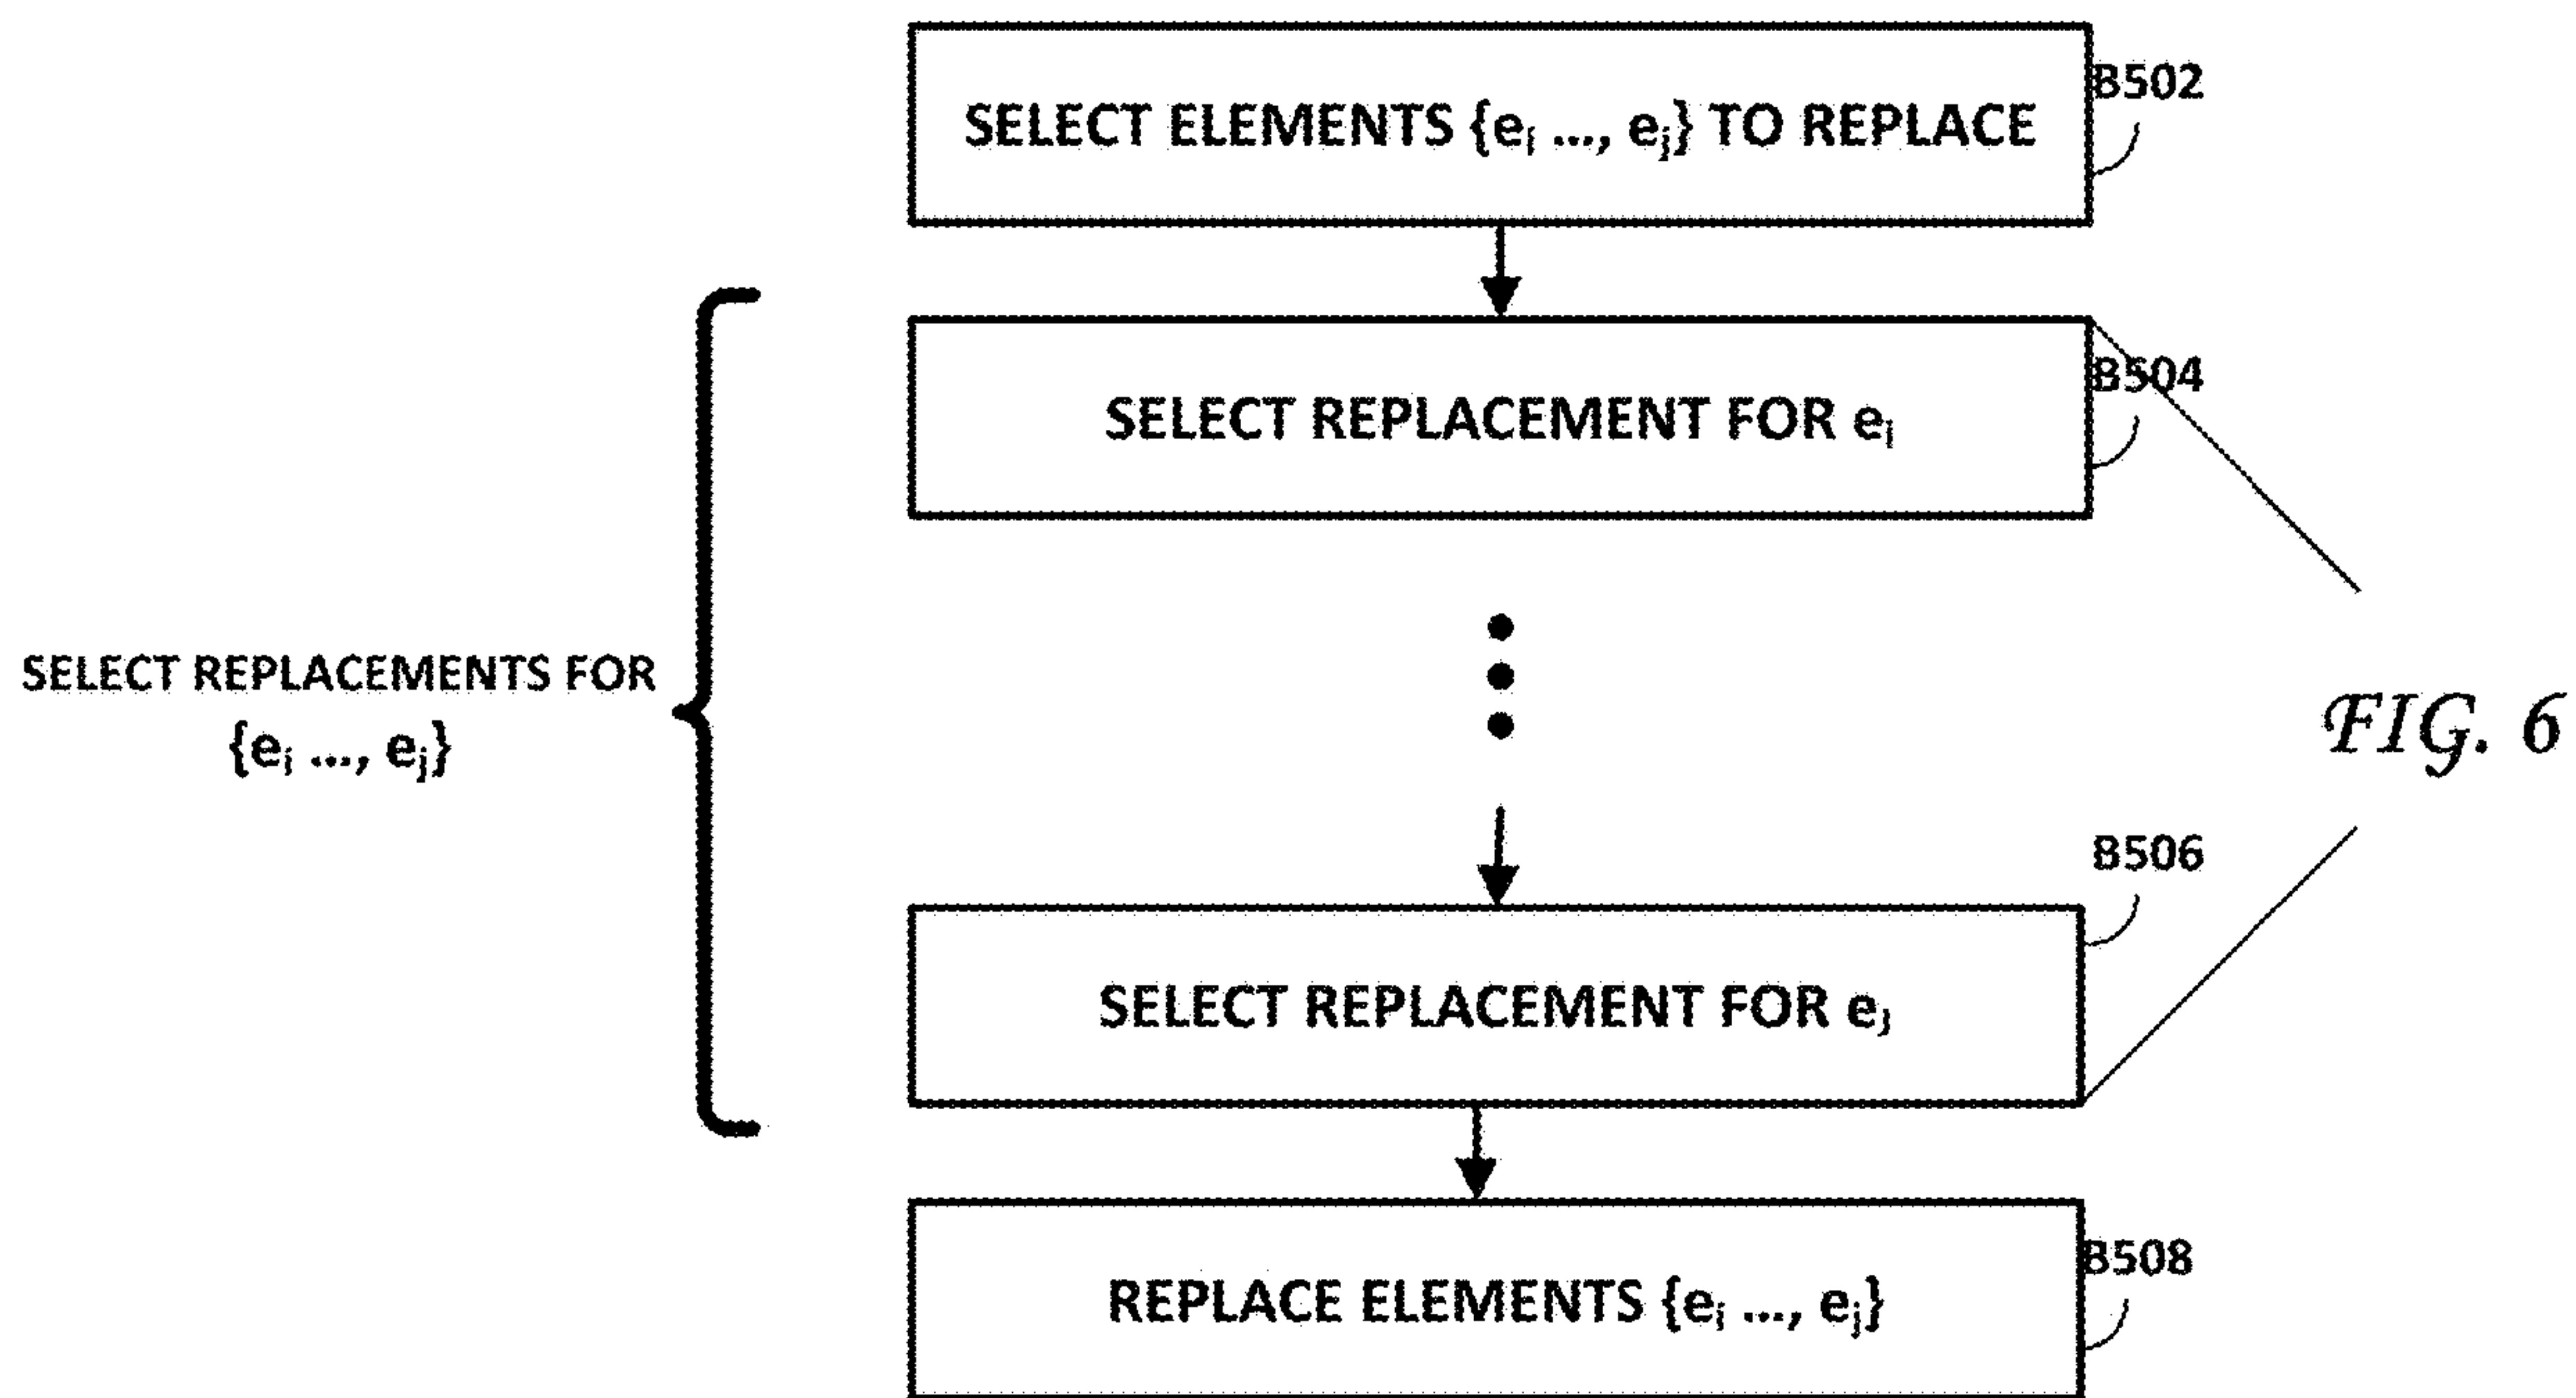 B502
SELECT ELEMENTS {eᵢ ..., eⱼ} TO REPLACE
B504
SELECT REPLACEMENT FOR eᵢ
SELECT REPLACEMENTS FOR
{eᵢ ..., eⱼ}
FIG. 6
B506
SELECT REPLACEMENT FOR eⱼ
B508
REPLACE ELEMENTS {eᵢ ..., eⱼ}